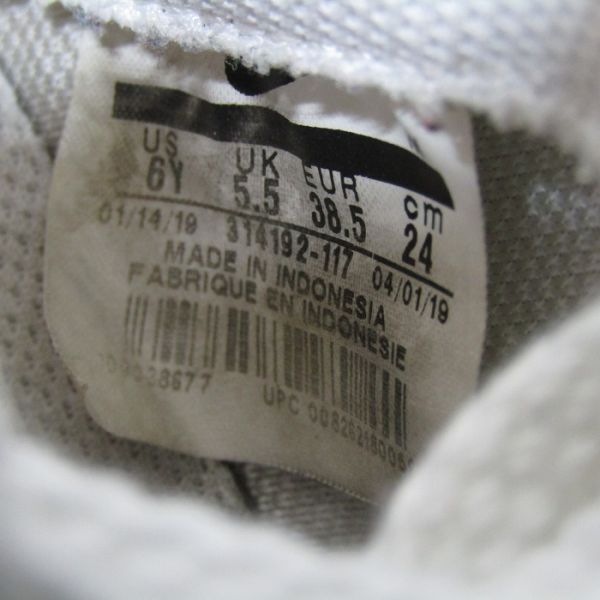 US UK EUR cm
6Y 5.5 38.5 24
01/14/19 314192-117 04/01/19
MADE IN INDONESIA
FABRIQUE EN INDONESIE
UPC